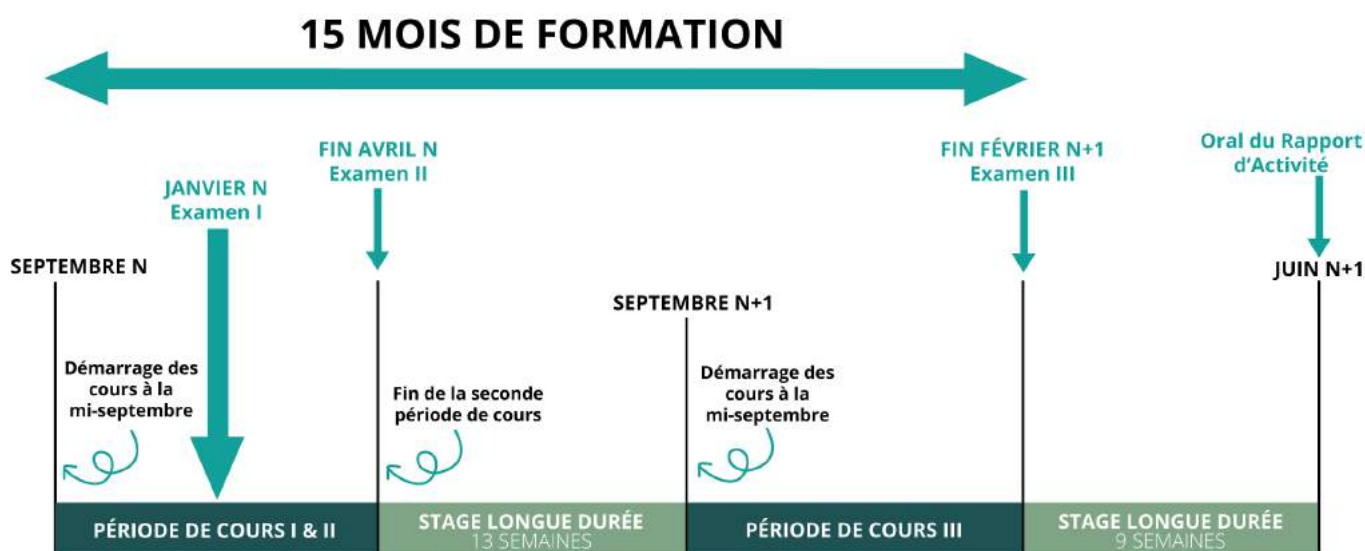 15 MOIS DE FORMATION
FIN AVRIL N
Examen II
FIN FÉVRIER N+1
Examen III
Oral du Rapport
d'Activité
JANVIER N
Examen I
SEPTEMBRE N
JUIN N+1
SEPTEMBRE N+1
Démarrage des
cours à la
mi-septembre
Fin de la seconde
période de cours
Démarrage des
cours à la
mi-septembre
PÉRIODE DE COURS I & II
STAGE LONGUE DURÉE
13 SEMAINES
PÉRIODE DE COURS III
STAGE LONGUE DURÉE
9 SEMAINES